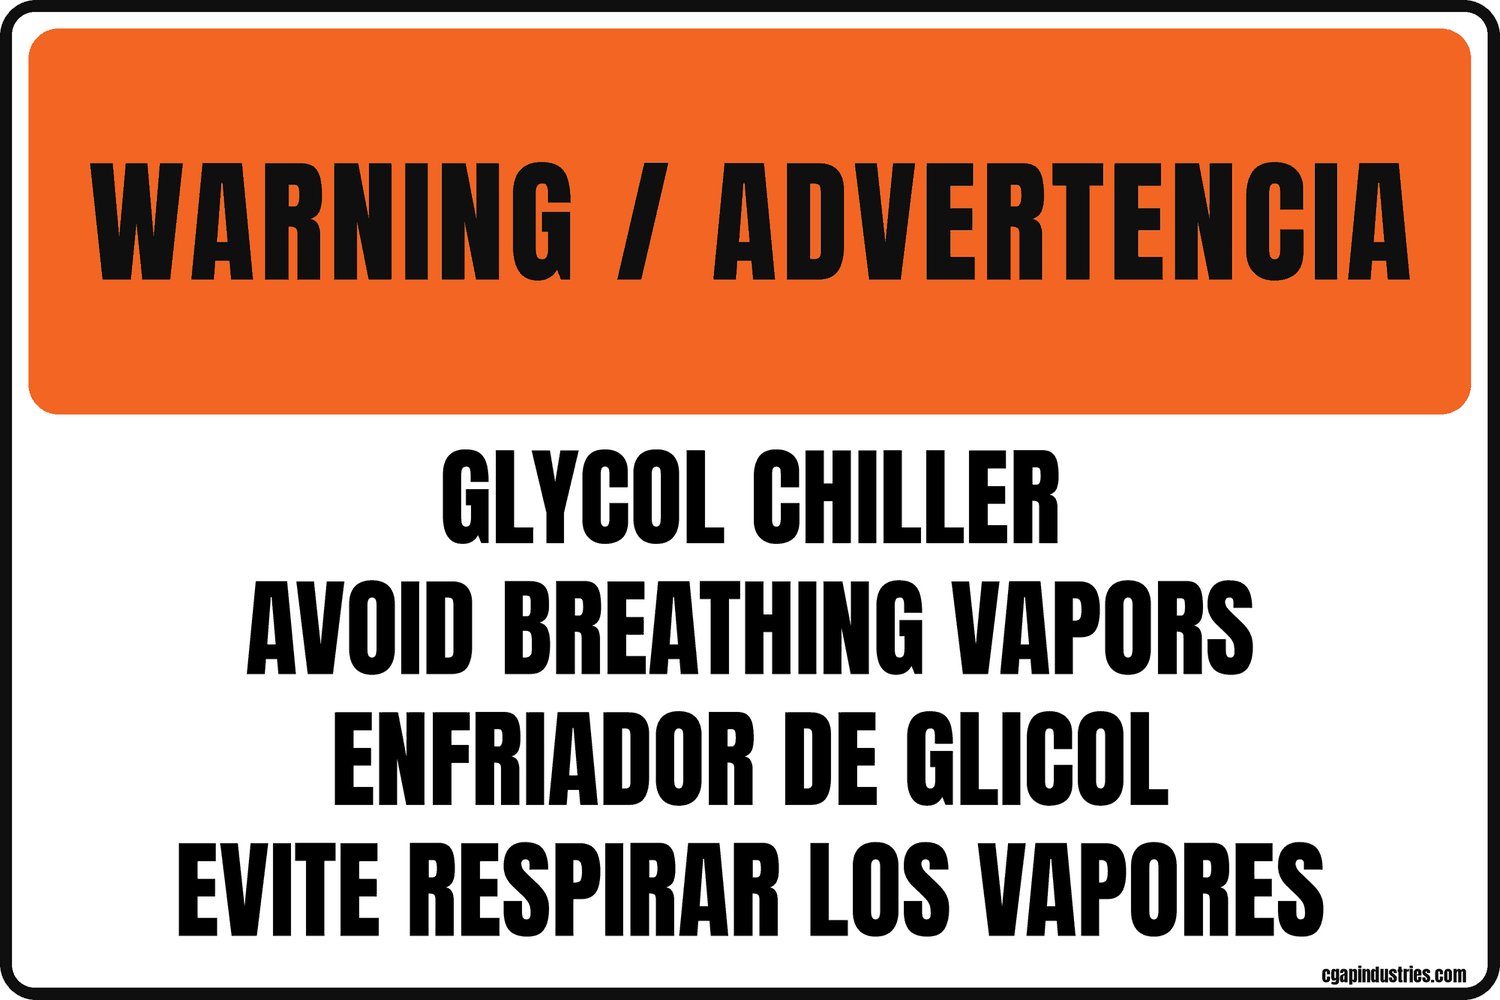 WARNING / ADVERTENCIA
GLYCOL CHILLER
AVOID BREATHING VAPORS
ENFRIADOR DE GLICOL
EVITE RESPIRAR LOS VAPORES
cgapindustries.com